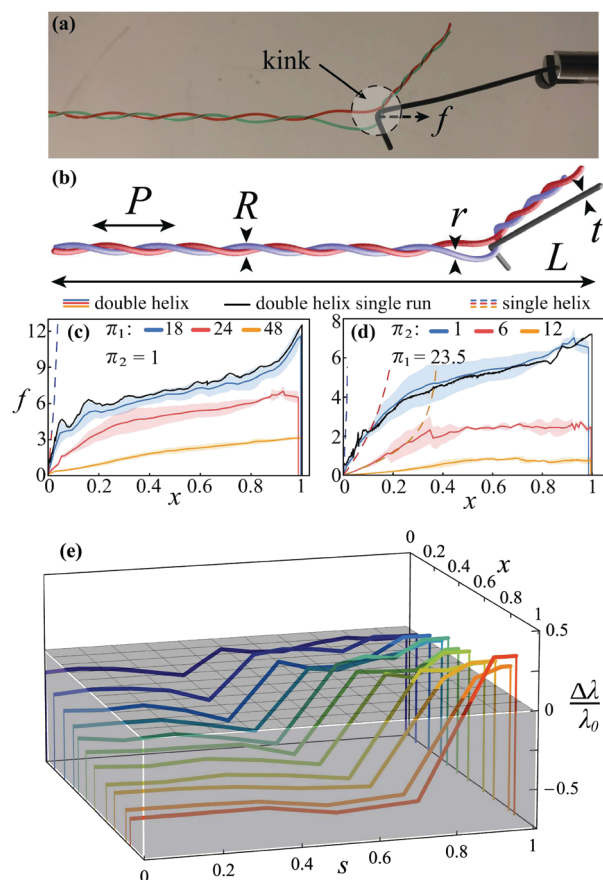 (a)
kink
f
(b)
P
R
r
t
L
double helix
double helix single run
single helix
(c)
π1: 18 24 48
π2 = 1
12
9
6
3
0
f
0 0.2 0.4 0.6 0.8 1
x
(d)
π2: 1 6 12
π1 = 23.5
8
6
4
2
0
0 0.2 0.4 0.6 0.8 1
x
(e)
0
0.2
0.4
0.6
0.8
1
x
0.5
0
−0.5
Δλ
λ0
0 0.2 0.4 0.6 0.8 1
s